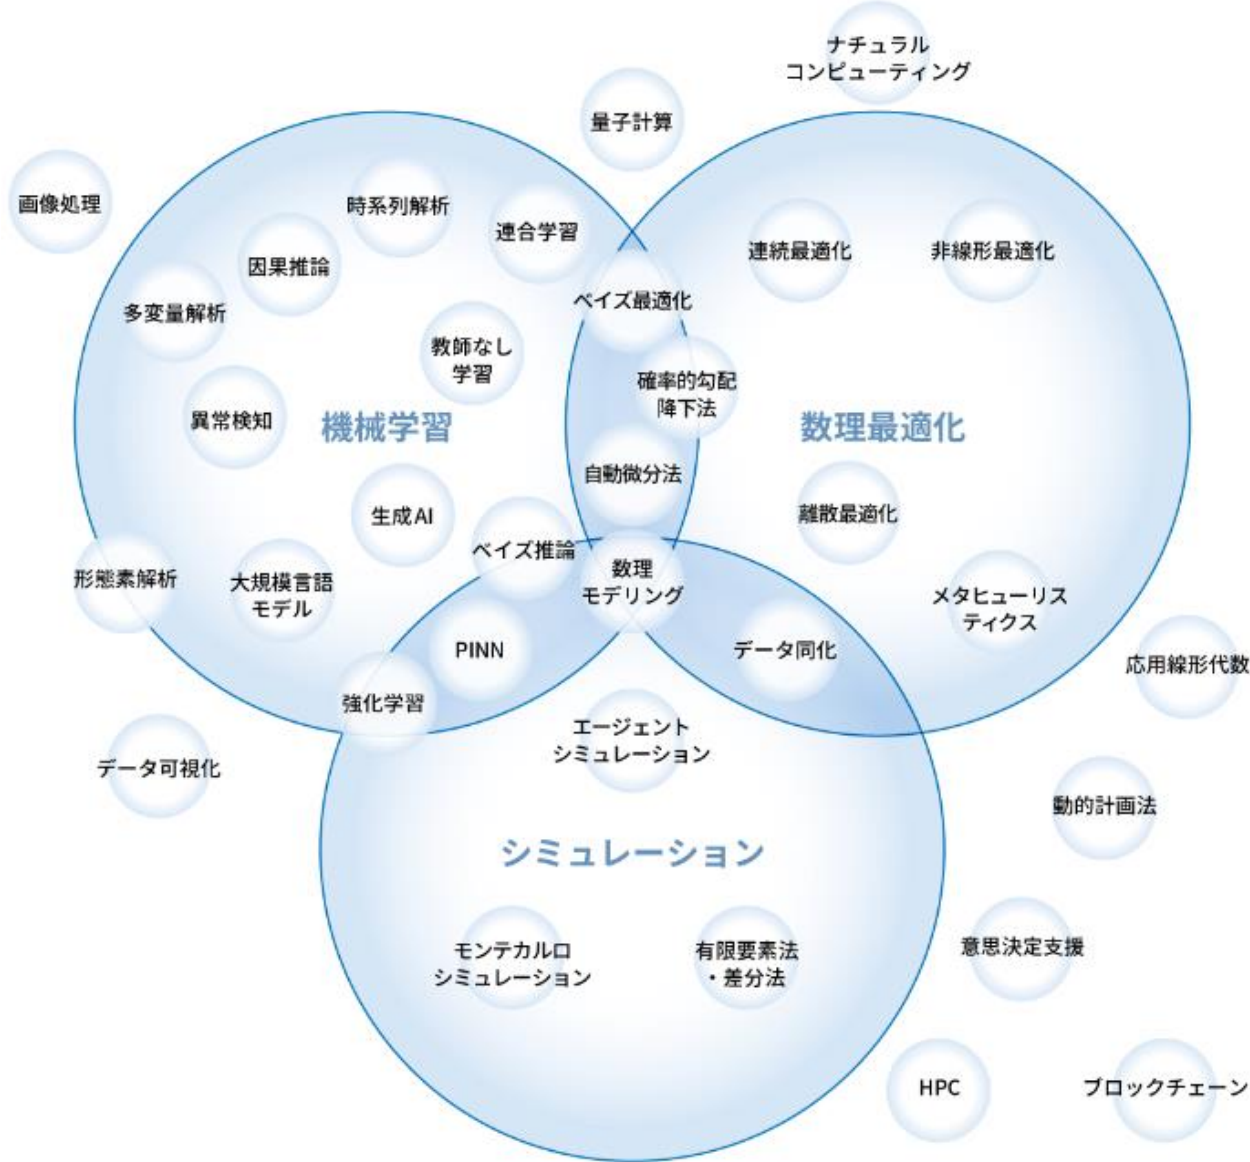 ナチュラル
コンピューティング
量子計算
画像処理
時系列解析
連合学習
連続最適化
非線形最適化
因果推論
ベイズ最適化
多変量解析
教師なし
学習
確率的勾配
降下法
異常検知
機械学習
数理最適化
自動微分法
生成AI
離散最適化
ベイズ推論
形態素解析
大規模言語
モデル
数理
モデリング
メタヒューリス
ティクス
PINN
データ同化
応用線形代数
強化学習
エージェント
シミュレーション
データ可視化
動的計画法
シミュレーション
モンテカルロ
シミュレーション
有限要素法
・差分法
意思決定支援
HPC
ブロックチェーン